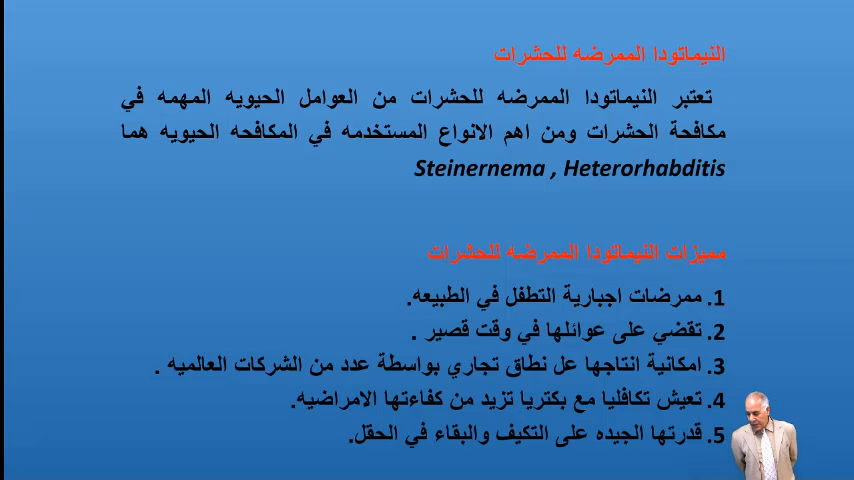 النيماتودا الممرضه للحشرات
تعتبر النيماتودا الممرضه للحشرات من العوامل الحيويه المهمه في
مكافحة الحشرات ومن اهم الانواع المستخدمه في المكافحه الحيويه هما
Steinernema , Heterorhabditis
مميزات النيماتودا الممرضه للحشرات
1. ممرضات اجبارية التطفل في الطبيعه.
2. تقضي على عوائلها في وقت قصير .
3. امكانية انتاجها عل نطاق تجاري بواسطة عدد من الشركات العالميه .
4. تعيش تكافليا مع بكتريا تزيد من كفاءتها الامراضيه.
5. قدرتها الجيده على التكيف والبقاء في الحقل.